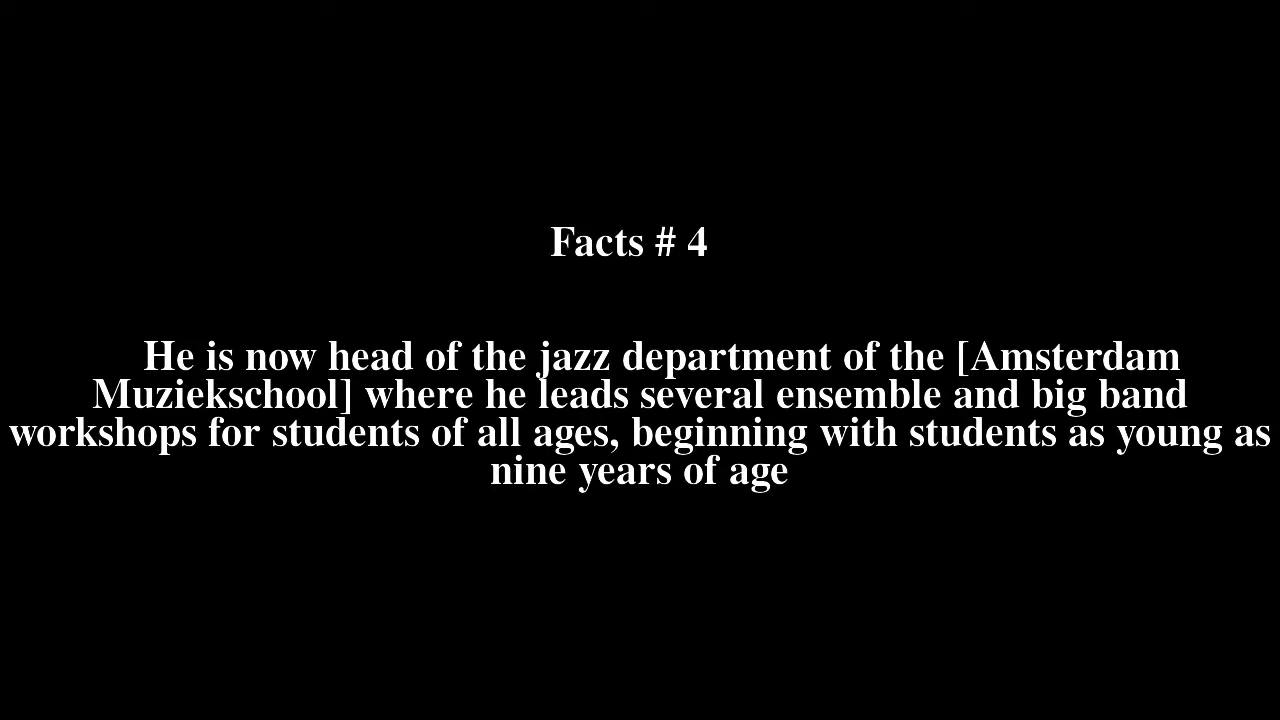 Facts # 4
He is now head of the jazz department of the [Amsterdam
Muziekschool] where he leads several ensemble and big band
workshops for students of all ages, beginning with students as young as
nine years of age